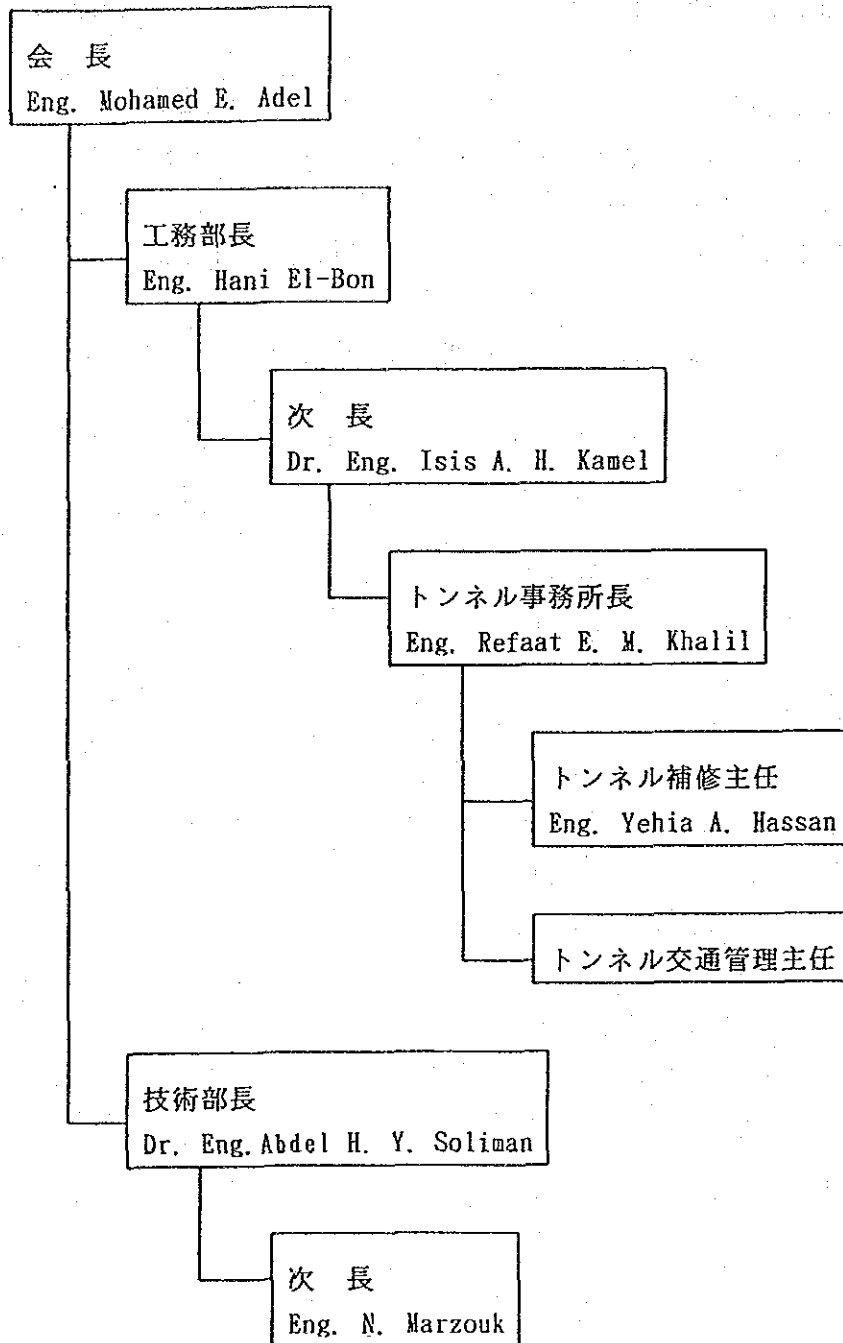 会 長
Eng. Mohamed E. Adel
工務部長
Eng. Hani El-Bon
次 長
Dr. Eng. Isis A. H. Kamel
トンネル事務所長
Eng. Refaat E. M. Khalil
トンネル補修主任
Eng. Yehia A. Hassan
トンネル交通管理主任
技術部長
Dr. Eng. Abdel H. Y. Soliman
次 長
Eng. N. Marzouk